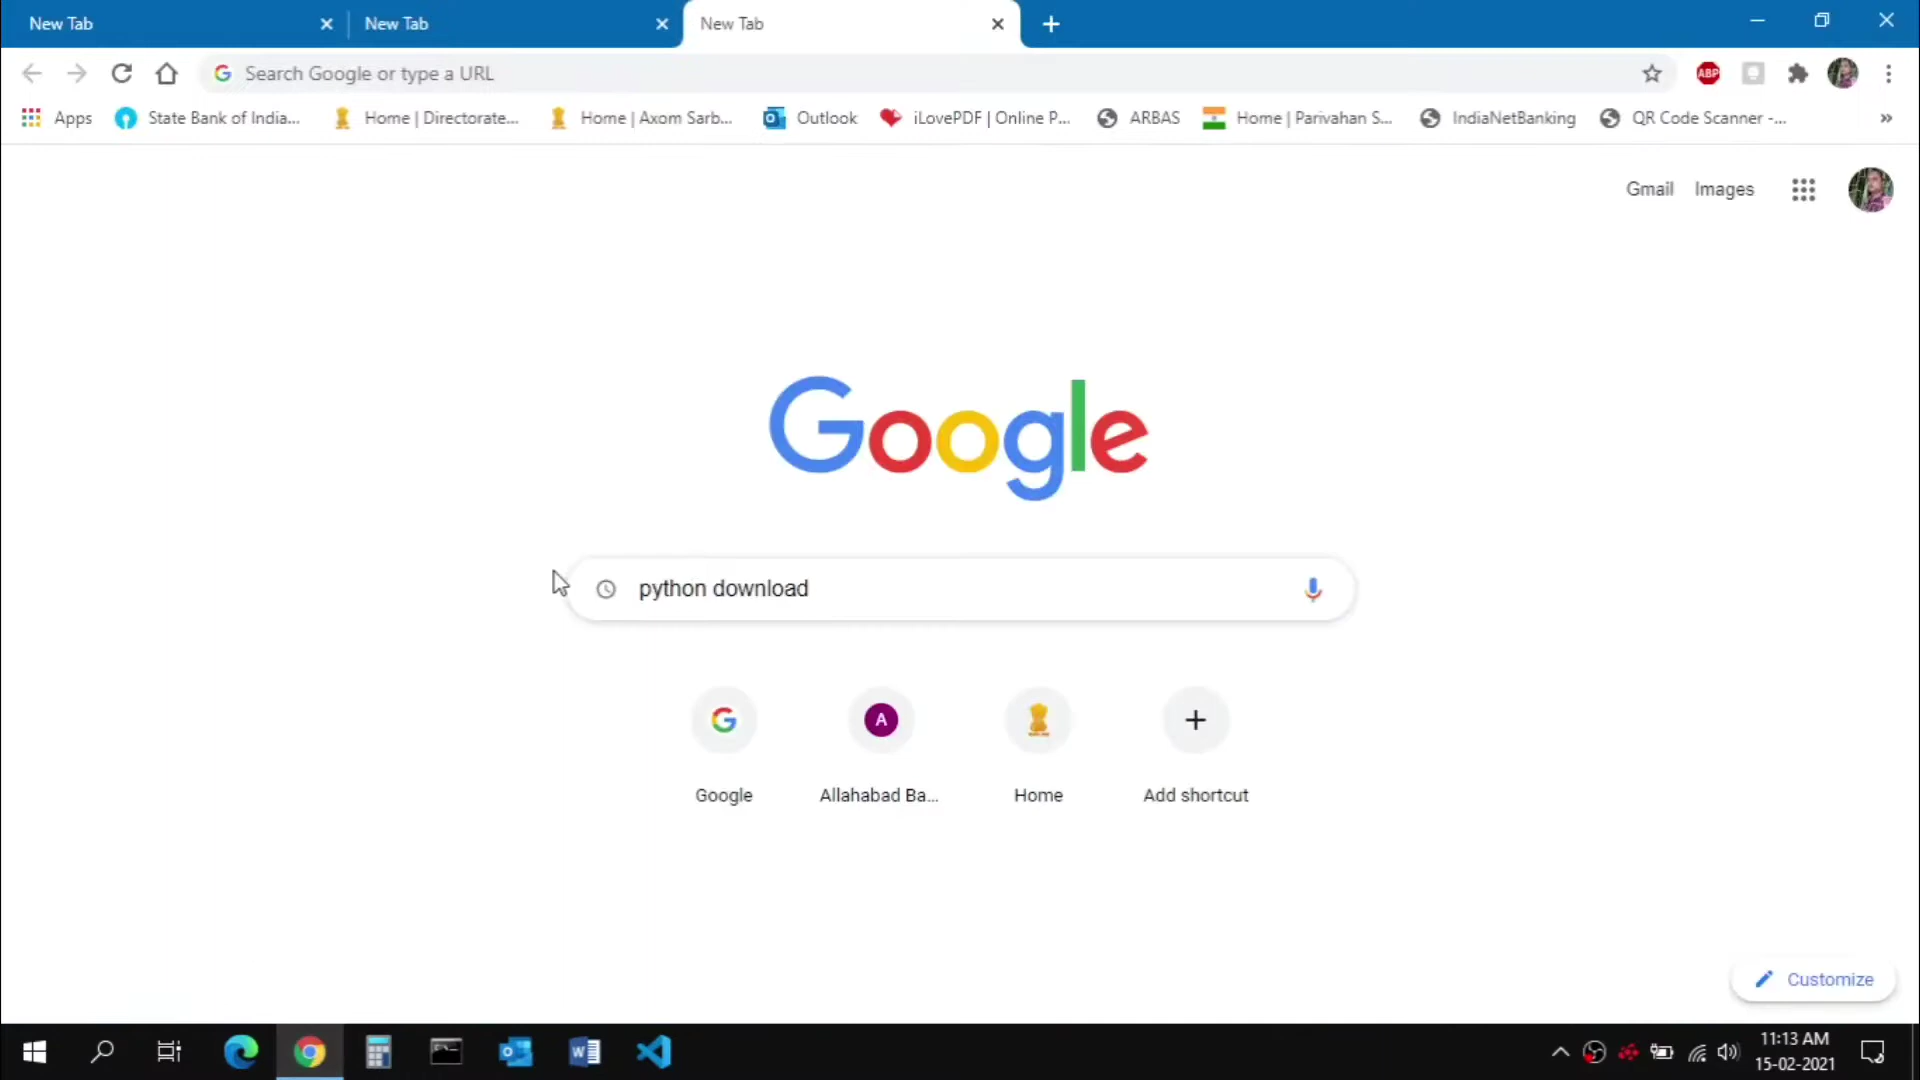 New Tab
New Tab
New Tab
Search Google or type a URL
ABP
Apps
State Bank of India...
Home | Directorate...
Home | Axom Sarb...
Outlook
iLovePDF | Online P...
ARBAS
Home | Parivahan S...
IndiaNetBanking
QR Code Scanner -...
Gmail
Images
Google
python download
A
Google
Allahabad Ba...
Home
Add shortcut
Customize
11:13 AM
15-02-2021